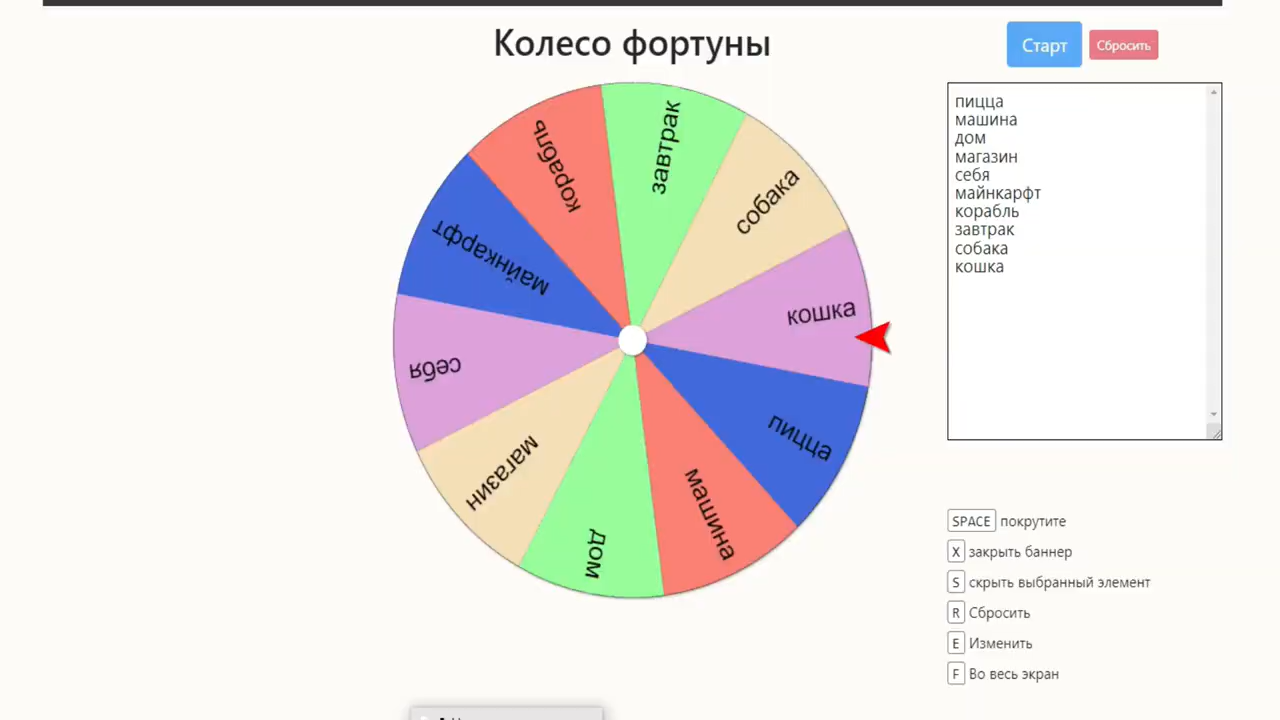 Колесо фортуны
Старт
Сбросить
завтрак
собака
кошка
пицца
машина
дом
магазин
себя
майнкарфт
корабль
пицца
машина
дом
магазин
себя
майнкарфт
корабль
завтрак
собака
кошка
SPACE покрутите
X закрыть баннер
S скрыть выбранный элемент
R Сбросить
E Изменить
F Во весь экран